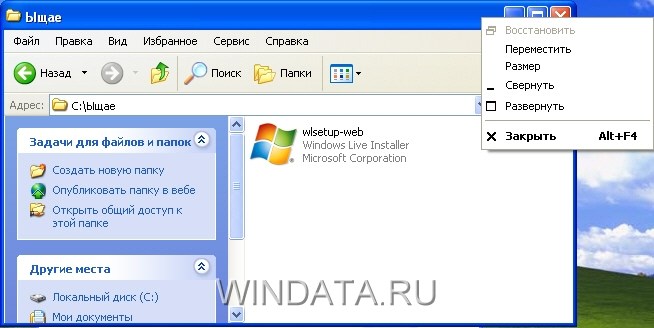 Ыщае
Файл Правка Вид Избранное Сервис Справка
Назад Поиск Папки
Адрес: C:\Ыщае
Восстановить
Переместить
Размер
Свернуть
Развернуть
Закрыть Alt+F4
Задачи для файлов и папок
Создать новую папку
Опубликовать папку в вебе
Открыть общий доступ к
этой папке
Другие места
Локальный диск (C:)
Мои документы
wlsetup-web
Windows Live Installer
Microsoft Corporation
WINDATA.RU